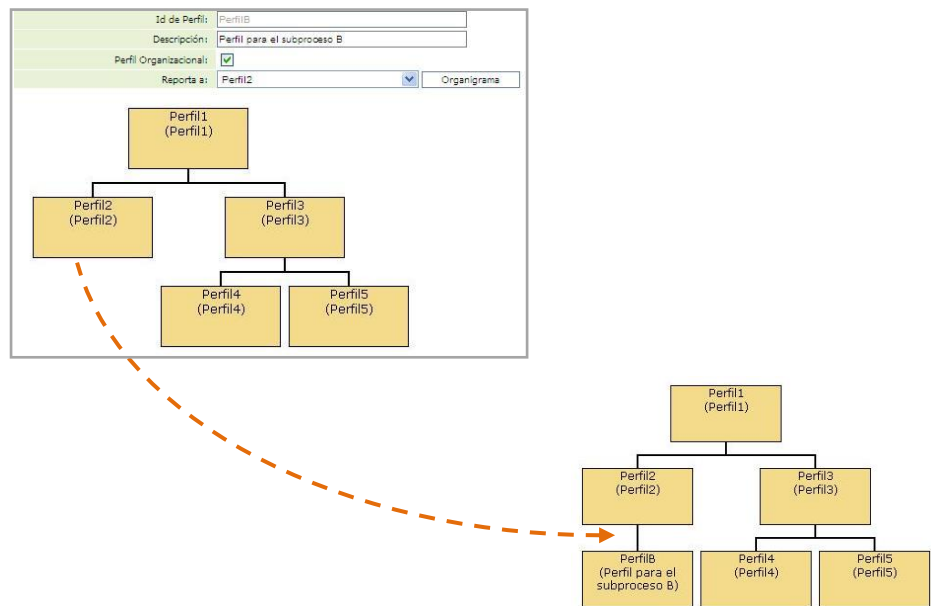 Id de Perfil: PerfilB
Descripción: Perfil para el subproceso B
Perfil Organizacional:
Reporta a: Perfil2 Organigrama
Perfil1
(Perfil1)
Perfil2
(Perfil2)
Perfil3
(Perfil3)
Perfil4
(Perfil4)
Perfil5
(Perfil5)
Perfil1
(Perfil1)
Perfil2
(Perfil2)
Perfil3
(Perfil3)
PerfilB
(Perfil para el
subproceso B)
Perfil4
(Perfil4)
Perfil5
(Perfil5)